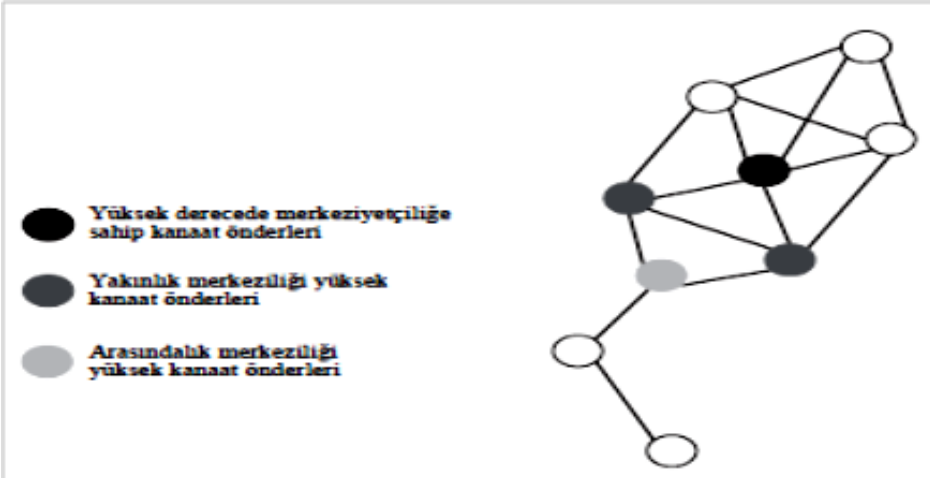 Yüksek derecede merkeziyetçiliğe
sahip kanaat önderleri
Yakınlık merkeziliği yüksek
kanaat önderleri
Arasındalık merkeziliği
yüksek kanaat önderleri